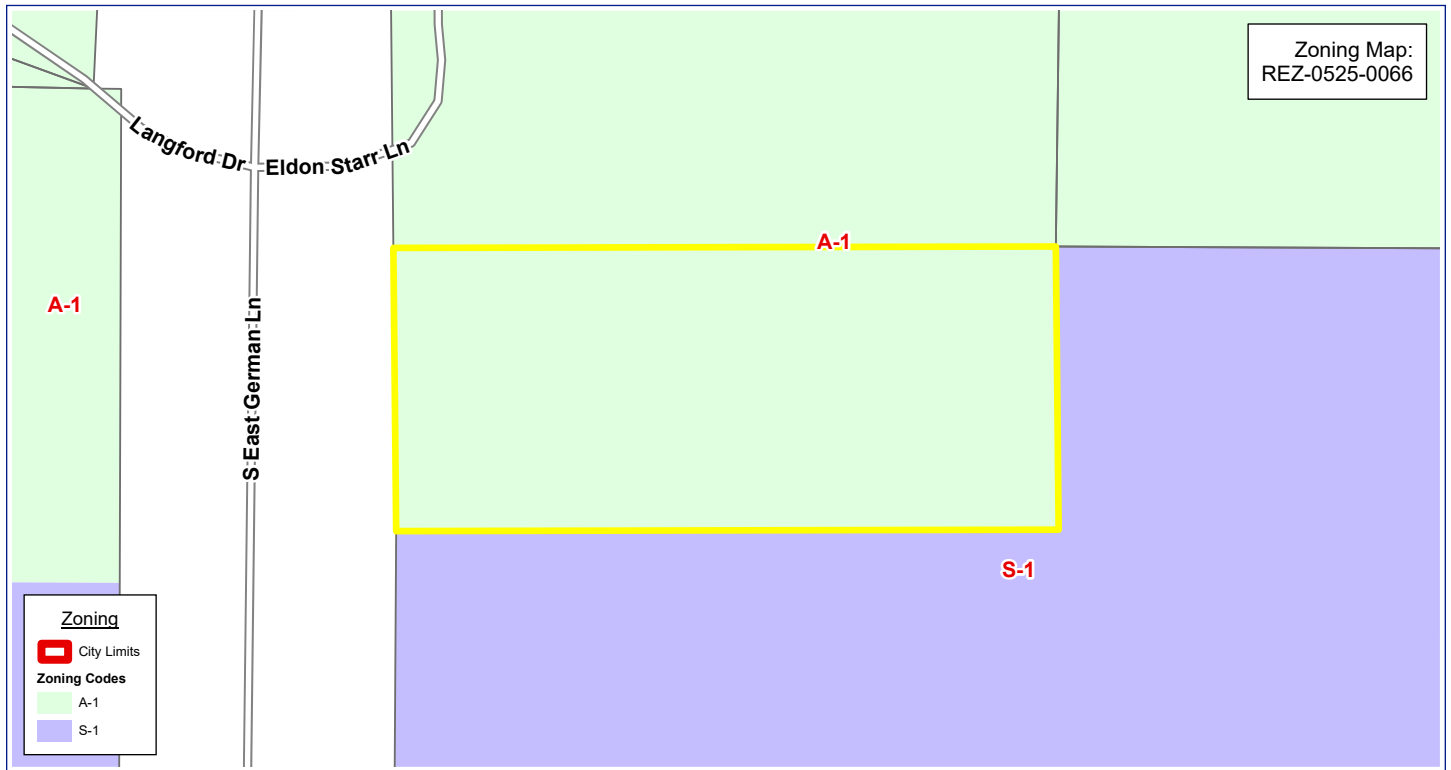 Zoning Map:
REZ-0525-0066
Langford Dr
Eldon Starr Ln
A-1
A-1
S East German Ln
S-1
Zoning
City Limits
Zoning Codes
A-1
S-1